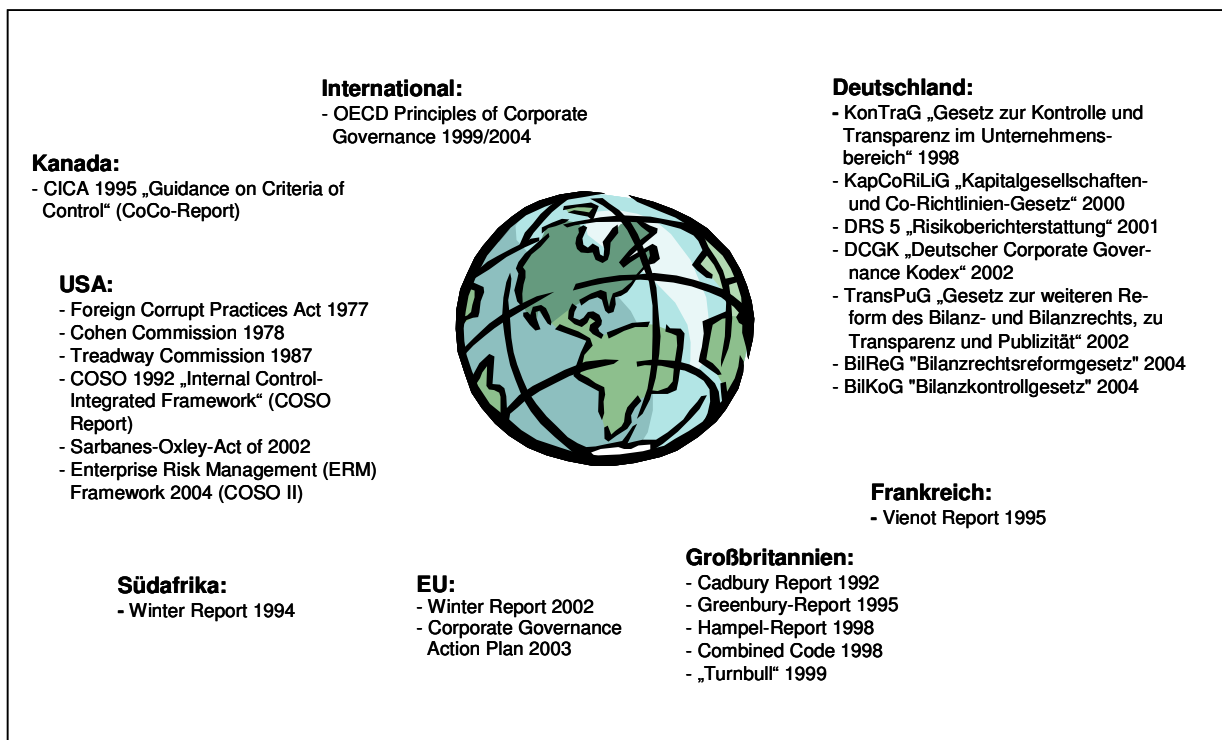 International:
- OECD Principles of Corporate
Governance 1999/2004
Deutschland:
- KonTraG „Gesetz zur Kontrolle und
Transparenz im Unternehmens-
bereich“ 1998
- KapCoRiLiG „Kapitalgesellschaften-
und Co-Richtlinien-Gesetz“ 2000
- DRS 5 „Risikoberichterstattung“ 2001
- DCGK „Deutscher Corporate Gover-
nance Kodex“ 2002
- TransPuG „Gesetz zur weiteren Re-
form des Bilanz- und Bilanzrechts, zu
Transparenz und Publizität“ 2002
- BilReG "Bilanzrechtsreformgesetz" 2004
- BilKoG "Bilanzkontrollgesetz" 2004
Kanada:
- CICA 1995 „Guidance on Criteria of
Control“ (CoCo-Report)
USA:
- Foreign Corrupt Practices Act 1977
- Cohen Commission 1978
- Treadway Commission 1987
- COSO 1992 „Internal Control-
Integrated Framework“ (COSO
Report)
- Sarbanes-Oxley-Act of 2002
- Enterprise Risk Management (ERM)
Framework 2004 (COSO II)
Frankreich:
- Vienot Report 1995
Südafrika:
- Winter Report 1994
EU:
- Winter Report 2002
- Corporate Governance
Action Plan 2003
Großbritannien:
- Cadbury Report 1992
- Greenbury-Report 1995
- Hampel-Report 1998
- Combined Code 1998
- „Turnbull“ 1999